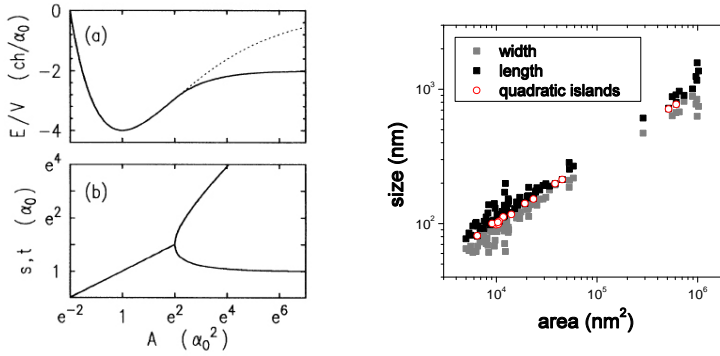 0
−2
−4
E/V (ch/α₀)
(a)
e⁴
e²
1
s,t (α₀)
(b)
e⁻² 1 e² e⁴ e⁶
A (α₀²)
width
length
quadratic islands
10³
10²
size (nm)
10⁴ 10⁵ 10⁶
area (nm²)